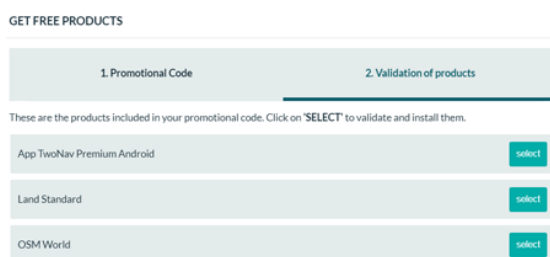 GET FREE PRODUCTS
1. Promotional Code
2. Validation of products
These are the products included in your promotional code. Click on 'SELECT' to validate and install them.
App TwoNav Premium Android
select
Land Standard
select
OSM World
select